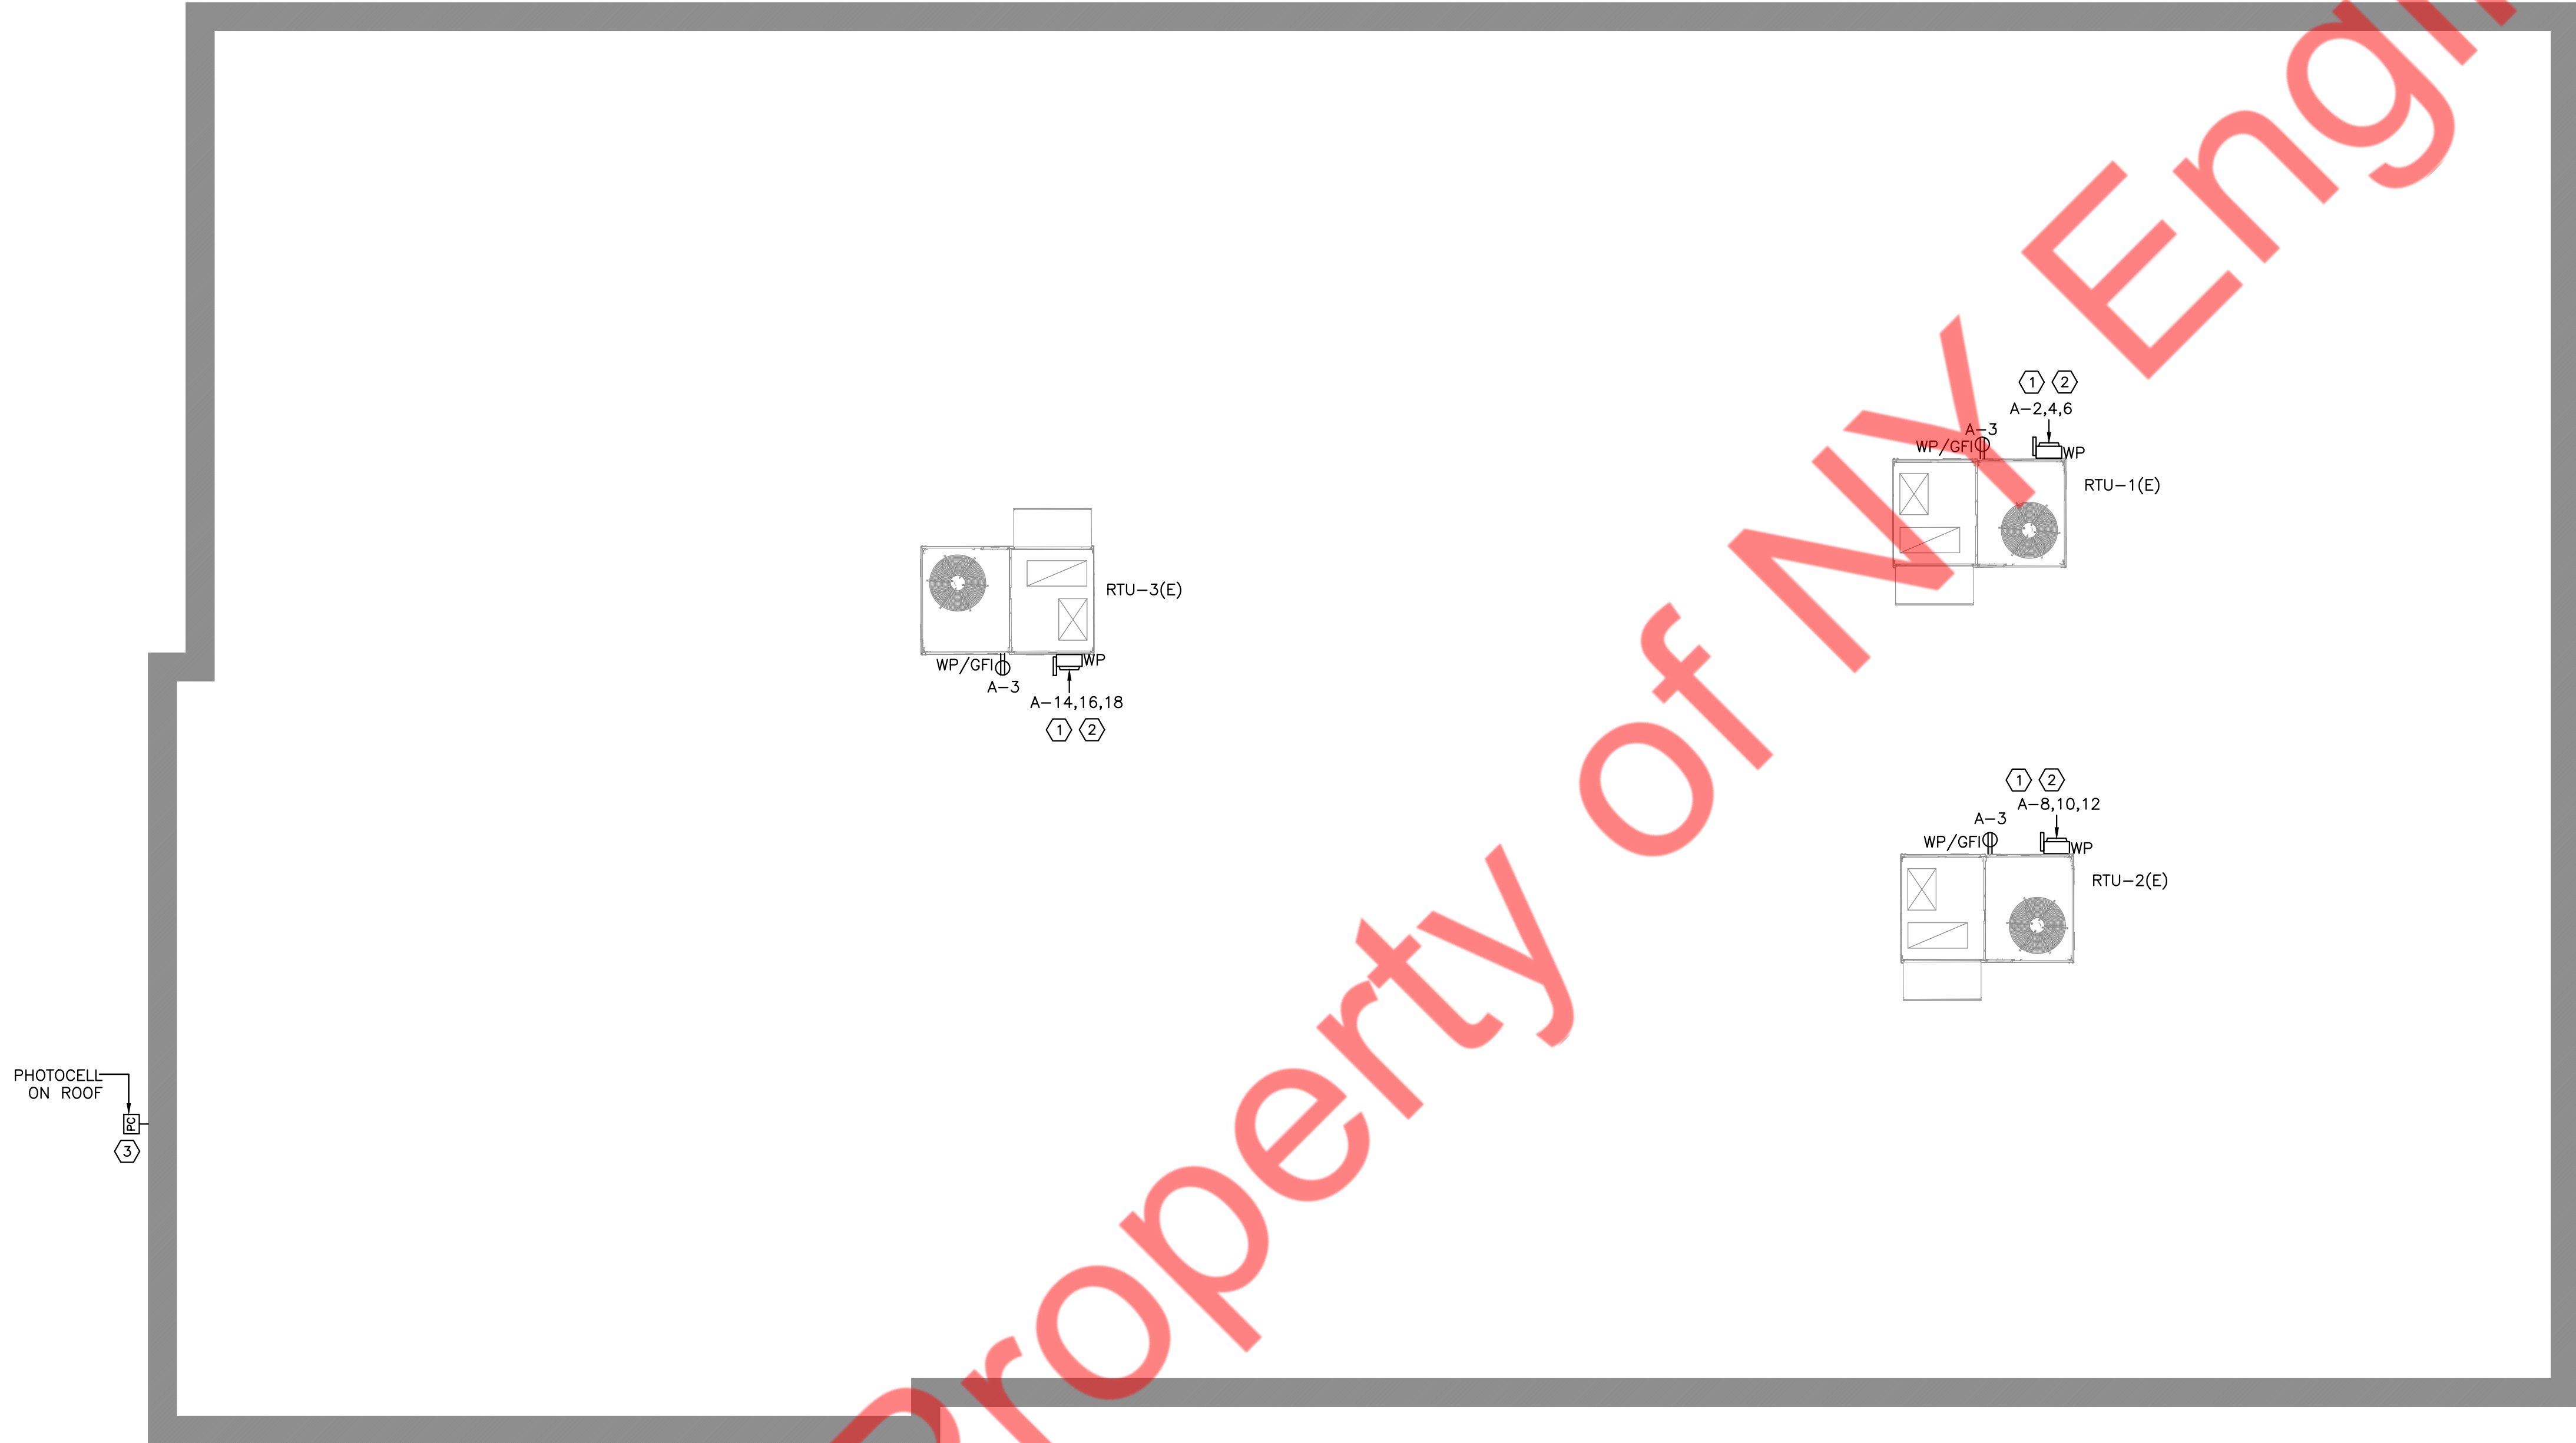 1 2
A-2,4,6
A-3
WP/GFI
WP
RTU-1(E)
RTU-3(E)
WP/GFI
WP
A-3
A-14,16,18
1 2
1 2
A-8,10,12
A-3
WP/GFI
WP
RTU-2(E)
PHOTOCELL
ON ROOF
PC
3
Property of NY Engi